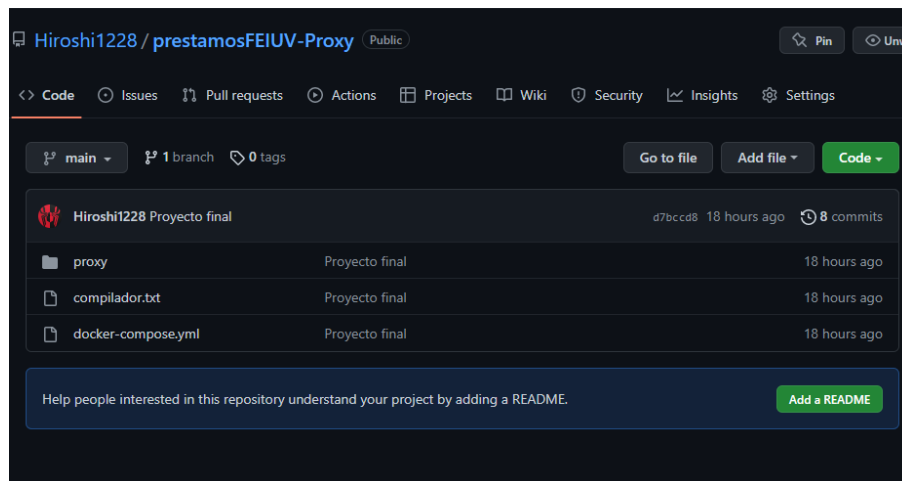 Hiroshi1228 / prestamosFEIUV-Proxy Public Pin
Code Issues Pull requests Actions Projects Wiki Security Insights Settings
main 1 branch 0 tags Go to file Add file Code
Hiroshi1228 Proyecto final d7bccd8 18 hours ago 8 commits
proxy Proyecto final 18 hours ago
compilador.txt Proyecto final 18 hours ago
docker-compose.yml Proyecto final 18 hours ago
Help people interested in this repository understand your project by adding a README. Add a README